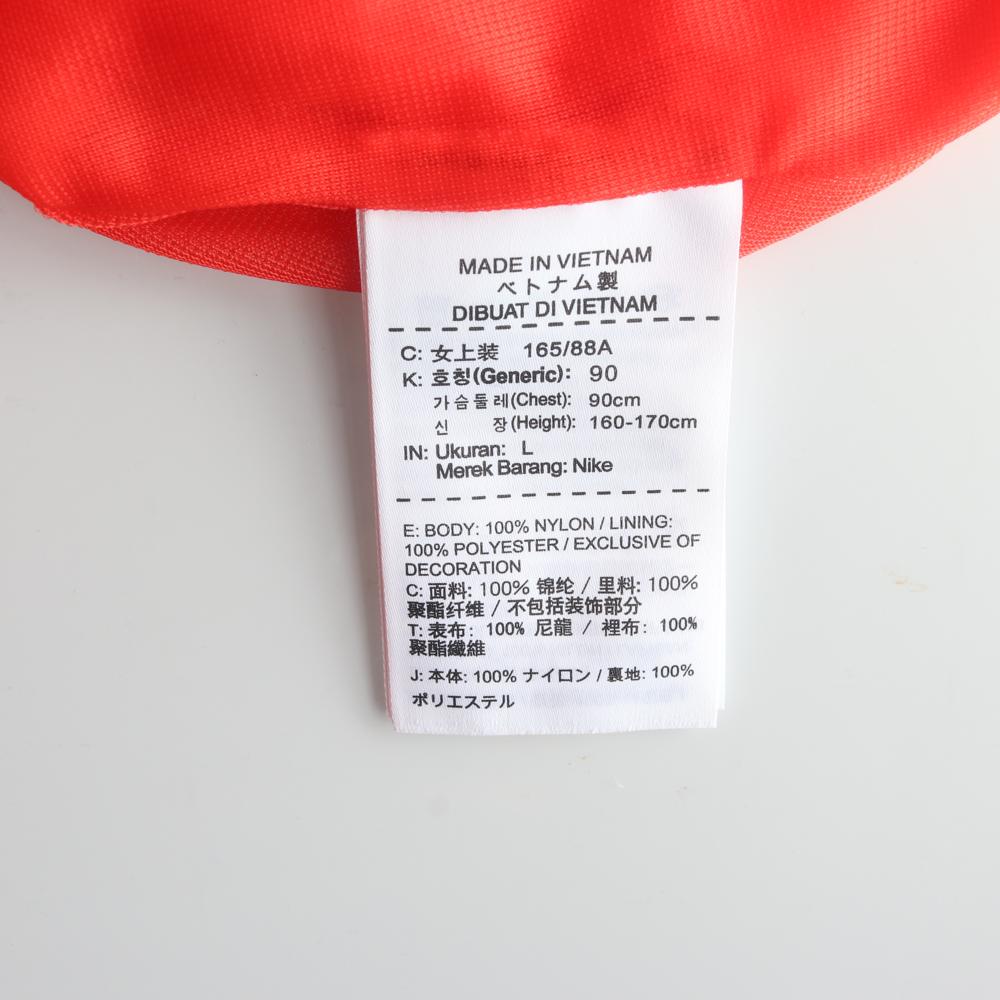 MADE IN VIETNAM
ベトナム製
DIBUAT DI VIETNAM
C: 女上装 165/88A
K: 호칭(Generic): 90
가슴둘레(Chest): 90cm
신 장(Height): 160-170cm
IN: Ukuran: L
Merek Barang: Nike
E: BODY: 100% NYLON / LINING:
100% POLYESTER / EXCLUSIVE OF
DECORATION
C: 面料: 100% 锦纶 / 里料: 100%
聚酯纤维 / 不包括装饰部分
T: 表布: 100% 尼龍 / 裡布: 100%
聚酯纖維
J: 本体: 100% ナイロン / 裏地: 100%
ポリエステル